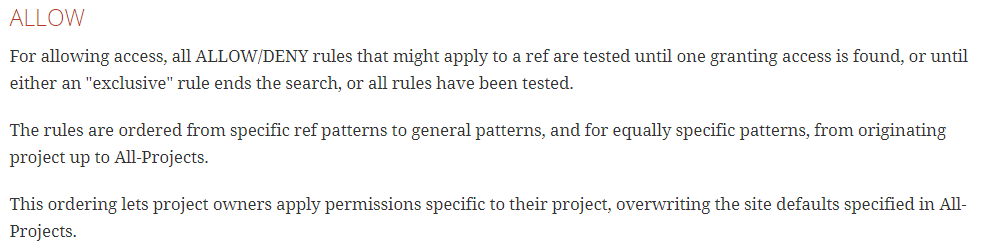 ALLOW
For allowing access, all ALLOW/DENY rules that might apply to a ref are tested until one granting access is found, or until
either an "exclusive" rule ends the search, or all rules have been tested.
The rules are ordered from specific ref patterns to general patterns, and for equally specific patterns, from originating
project up to All-Projects.
This ordering lets project owners apply permissions specific to their project, overwriting the site defaults specified in All-
Projects.